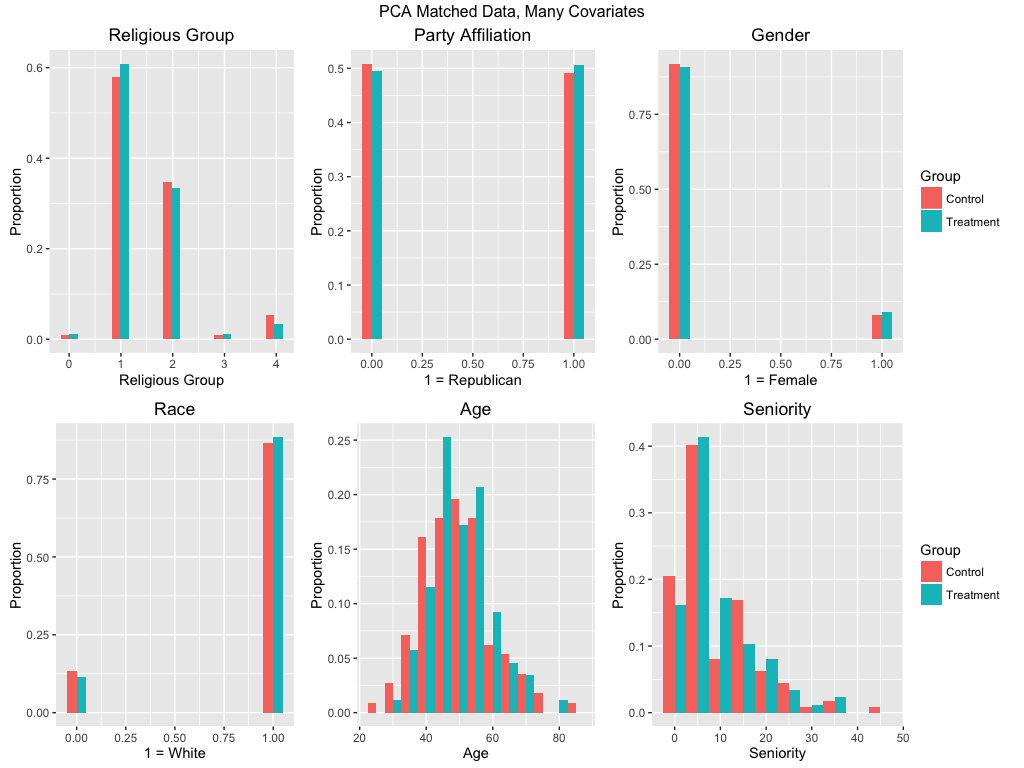 PCA Matched Data, Many Covariates
Religious Group
Party Affiliation
Gender
Proportion
0.6
0.4
0.2
0.0
0 1 2 3 4
Religious Group
Proportion
0.5
0.4
0.3
0.2
0.1
0.0
0.00 0.25 0.50 0.75 1.00
1 = Republican
Proportion
0.75
0.50
0.25
0.00
0.00 0.25 0.50 0.75 1.00
1 = Female
Group
Control
Treatment
Race
Age
Seniority
Proportion
0.75
0.50
0.25
0.00
0.00 0.25 0.50 0.75 1.00
1 = White
Proportion
0.25
0.20
0.15
0.10
0.05
0.00
20 40 60 80
Age
Proportion
0.4
0.3
0.2
0.1
0.0
0 10 20 30 40 50
Seniority
Group
Control
Treatment